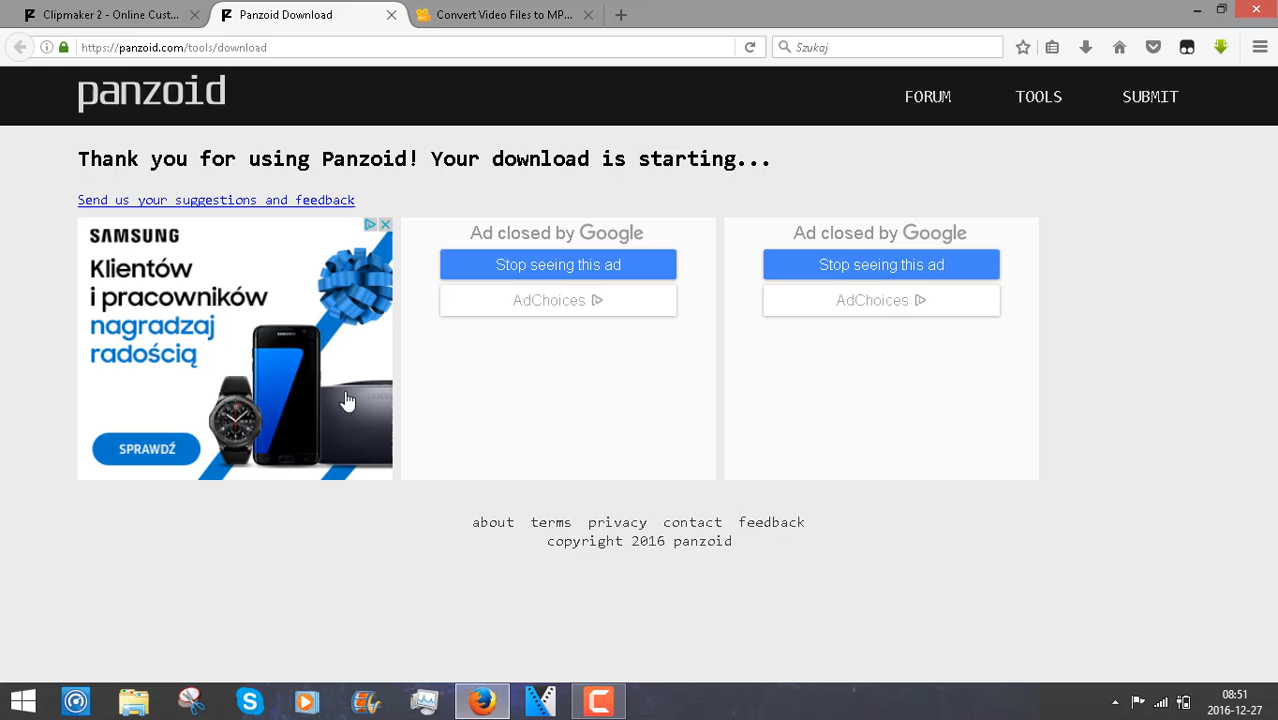 Clipmaker 2 - Online Cust...
Panzoid Download
Convert Video Files to MP...
https://panzoid.com/tools/download
Szukaj
panzoid
FORUM
TOOLS
SUBMIT
Thank you for using Panzoid! Your download is starting...
Send us your suggestions and feedback
SAMSUNG
Klientów
i pracowników
nagradzaj
radością
SPRAWDŹ
Ad closed by Google
Stop seeing this ad
AdChoices
Ad closed by Google
Stop seeing this ad
AdChoices
about terms privacy contact feedback
copyright 2016 panzoid
08:51
2016-12-27